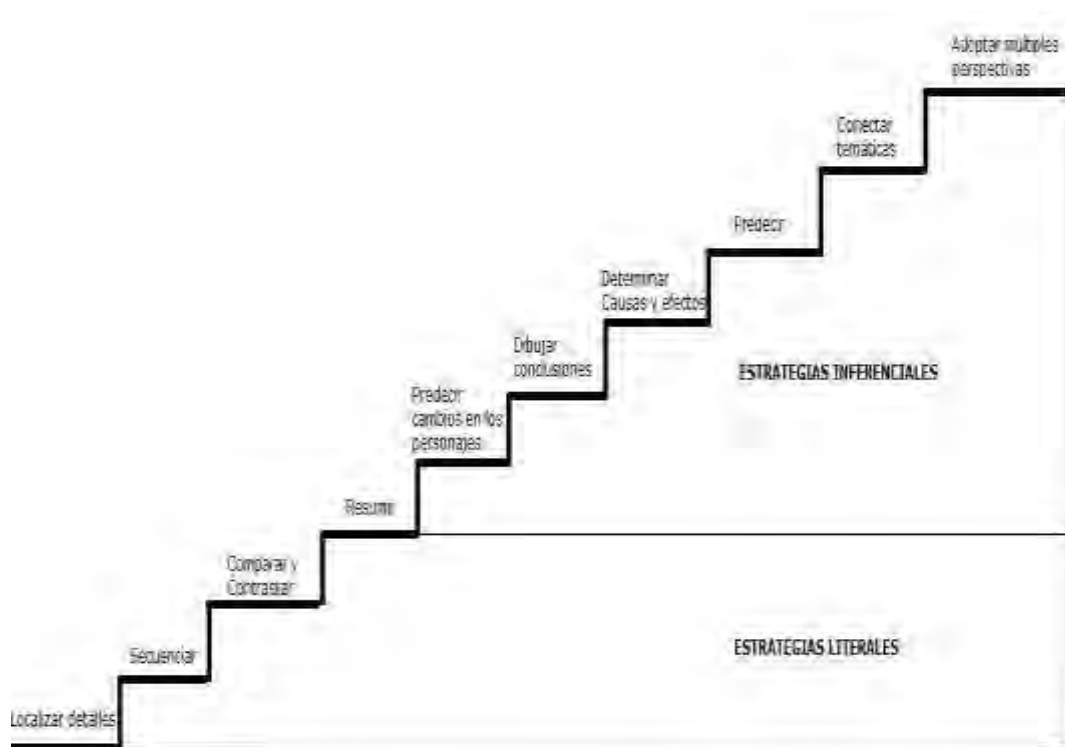 Adoptar múltiples
perspectivas
Conectar
temáticas
Predecir
Determinar
Causas y efectos
Dibujar
conclusiones
ESTRATEGIAS INFERENCIALES
Predecir
cambios en los
personajes
Resumir
Comparar y
Contrastar
ESTRATEGIAS LITERALES
Secuenciar
Localizar detalles